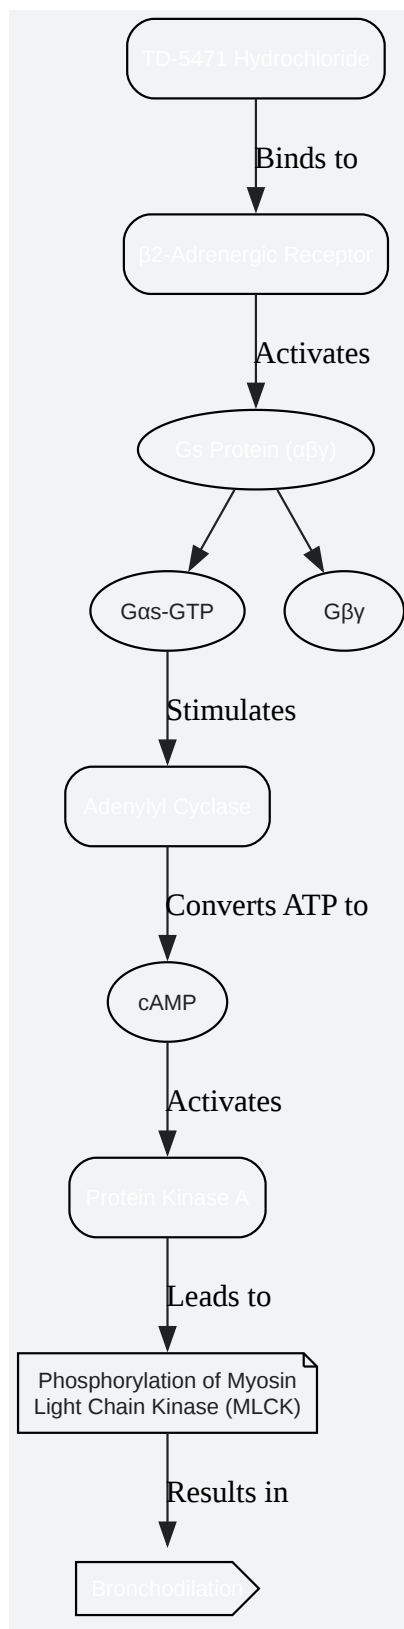 TD-5471 Hydrochloride
Binds to
β2-Adrenergic Receptor
Activates
Gs Protein (αβγ)
Gαs-GTP
Gβγ
Stimulates
Adenylyl Cyclase
Converts ATP to
cAMP
Activates
Protein Kinase A
Leads to
Phosphorylation of Myosin
Light Chain Kinase (MLCK)
Results in
Bronchodilation